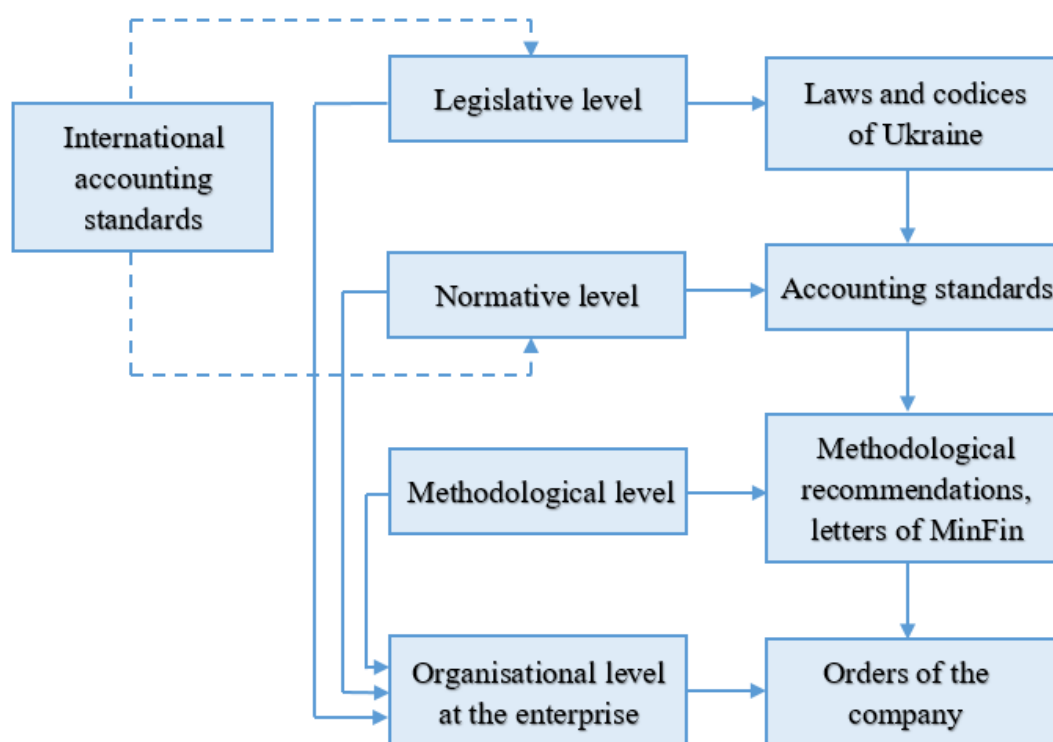 Legislative level
Laws and codices
of Ukraine
International
accounting
standards
Normative level
Accounting standards
Methodological level
Methodological
recommendations,
letters of MinFin
Organisational level
at the enterprise
Orders of the
company